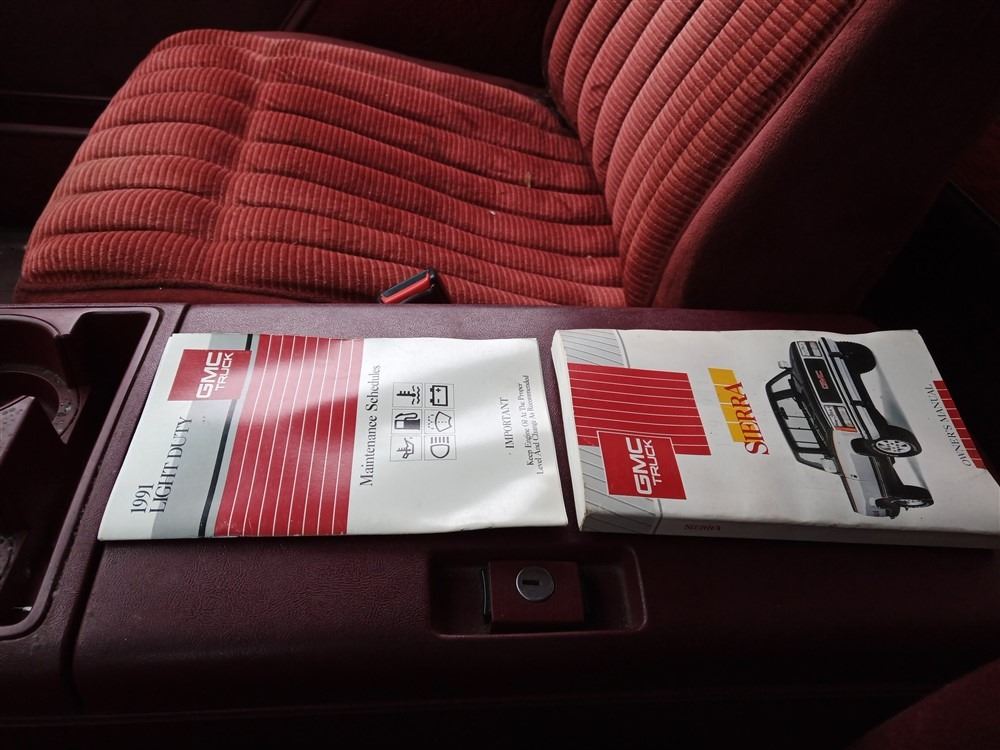 1991
LIGHT DUTY
GMC
TRUCK
Maintenance Schedules
IMPORTANT
Keep Engine Oil At The Proper
Level And Change As Recommended
GMC
TRUCK
SIERRA
OWNER'S MANUAL
SIERRA